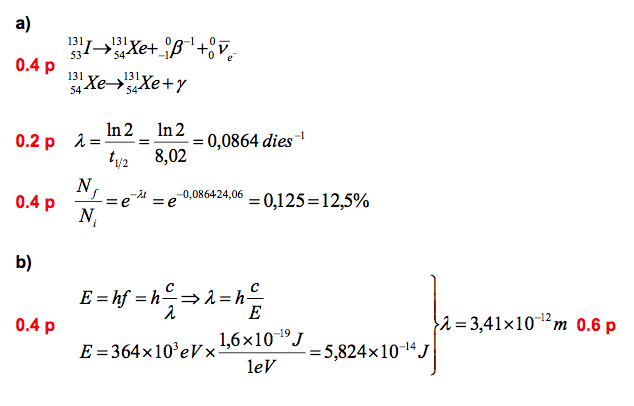 a)
0.4 p
¹³¹₅₃I→¹³¹₅₄Xe+⁰₋₁β⁻¹+⁰₀ν̅ₑ-
¹³¹₅₄Xe→¹³¹₅₄Xe+γ
0.2 p λ = ln 2 / t₁/₂ = ln 2 / 8,02 = 0,0864 dies⁻¹
0.4 p N_f / N_i = e^−λt = e^−0,086424,06 = 0,125 = 12,5%
b)
0.4 p
E = hf = h c/λ ⇒ λ = h c/E
E = 364×10³ eV × 1,6×10⁻¹⁹ J / 1eV = 5,824×10⁻¹⁴ J
} λ = 3,41×10⁻¹² m 0.6 p